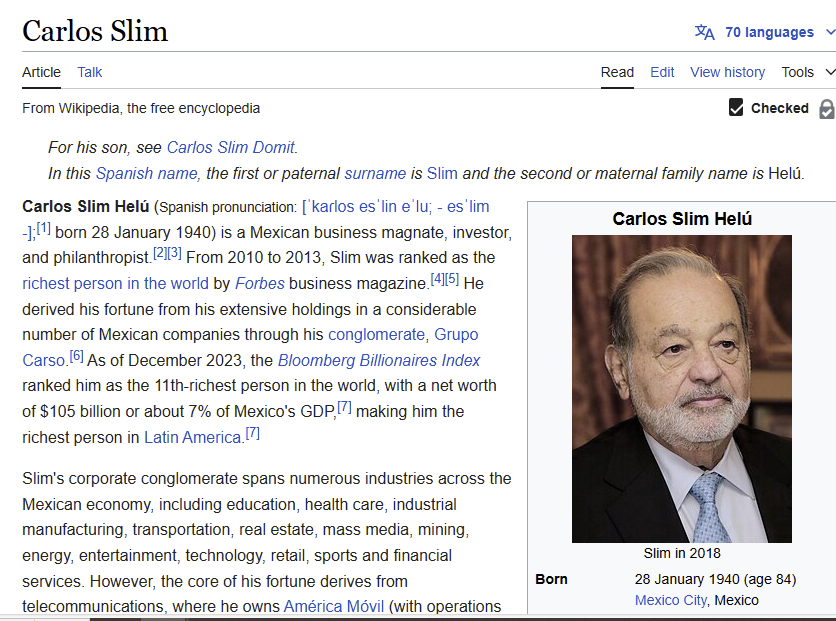 Carlos Slim
70 languages
Article Talk
Read Edit View history Tools
From Wikipedia, the free encyclopedia
Checked
For his son, see Carlos Slim Domit.
In this Spanish name, the first or paternal surname is Slim and the second or maternal family name is Helú.
Carlos Slim Helú (Spanish pronunciation: [ˈkaɾlos esˈlin eˈlu; - esˈlim
-];[1] born 28 January 1940) is a Mexican business magnate, investor,
and philanthropist.[2][3] From 2010 to 2013, Slim was ranked as the
richest person in the world by Forbes business magazine.[4][5] He
derived his fortune from his extensive holdings in a considerable
number of Mexican companies through his conglomerate, Grupo
Carso.[6] As of December 2023, the Bloomberg Billionaires Index
ranked him as the 11th-richest person in the world, with a net worth
of $105 billion or about 7% of Mexico's GDP,[7] making him the
richest person in Latin America.[7]
Slim's corporate conglomerate spans numerous industries across the
Mexican economy, including education, health care, industrial
manufacturing, transportation, real estate, mass media, mining,
energy, entertainment, technology, retail, sports and financial
services. However, the core of his fortune derives from
telecommunications, where he owns América Móvil (with operations
Carlos Slim Helú
Slim in 2018
Born 28 January 1940 (age 84)
Mexico City, Mexico